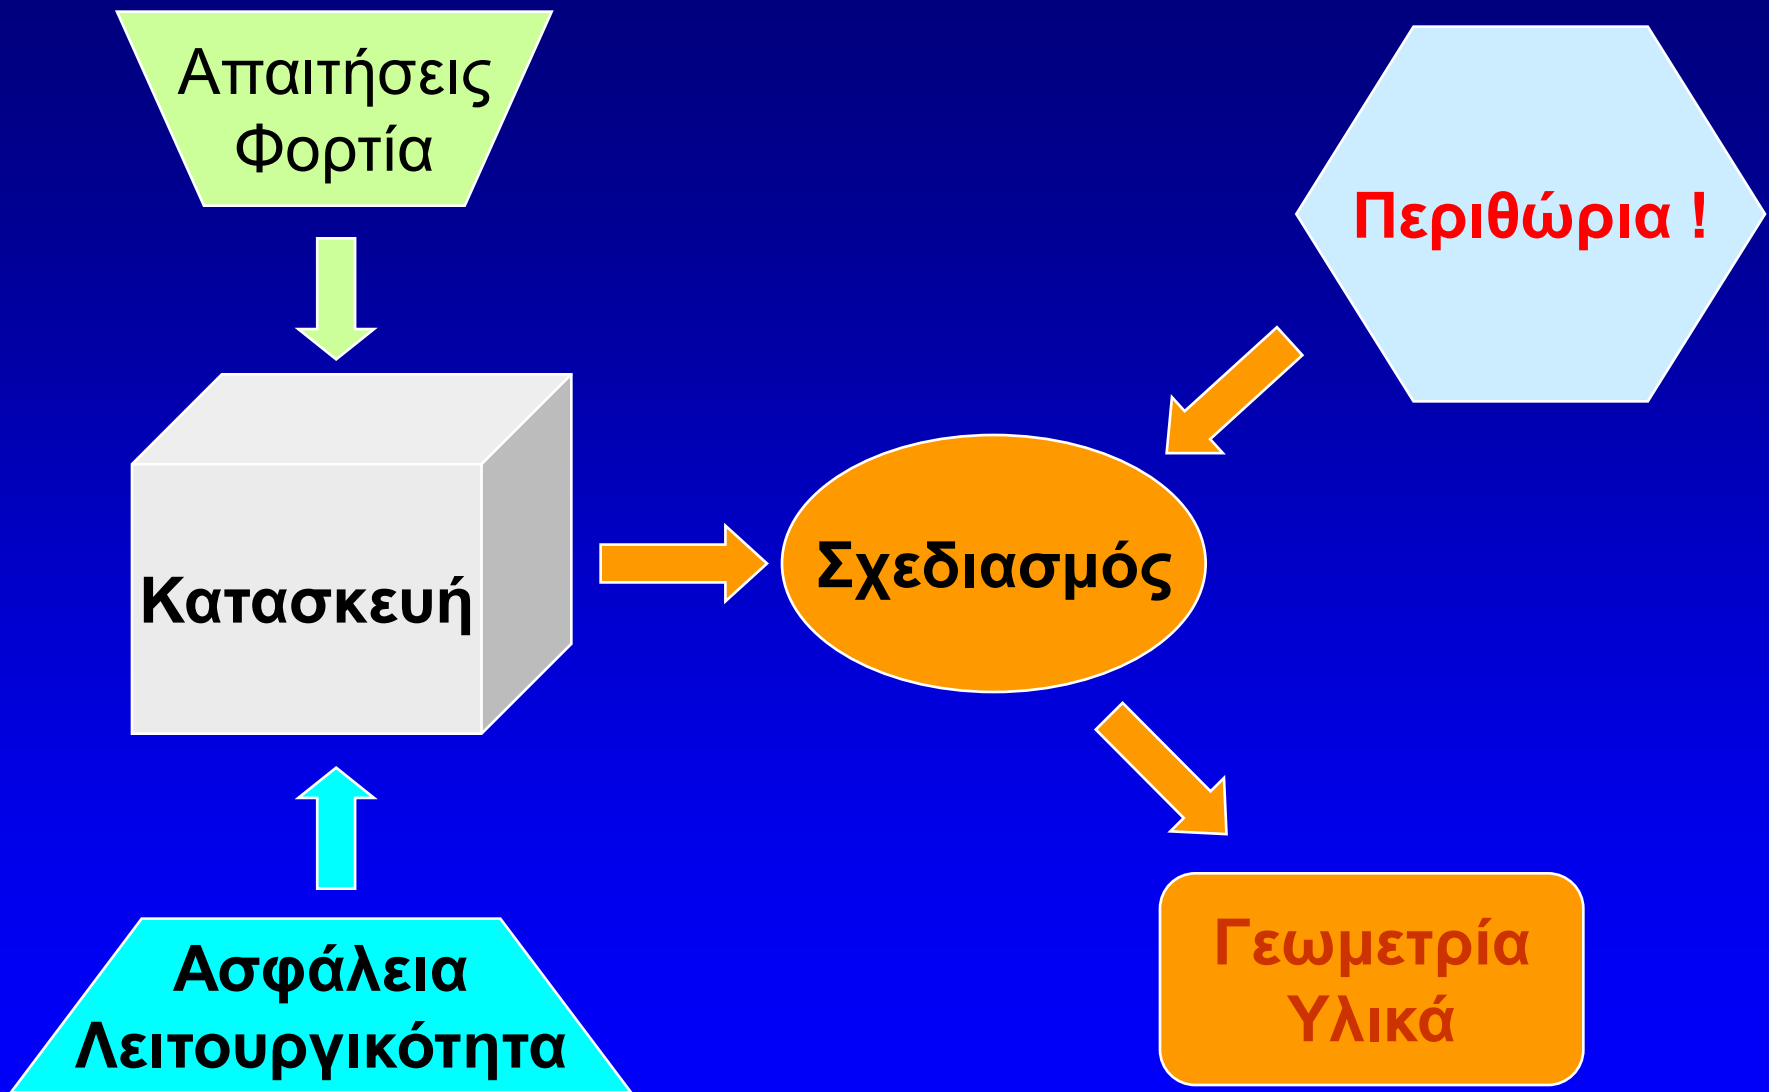 Απαιτήσεις
Φορτία
Περιθώρια !
Κατασκευή
Σχεδιασμός
Ασφάλεια
Λειτουργικότητα
Γεωμετρία
Υλικά